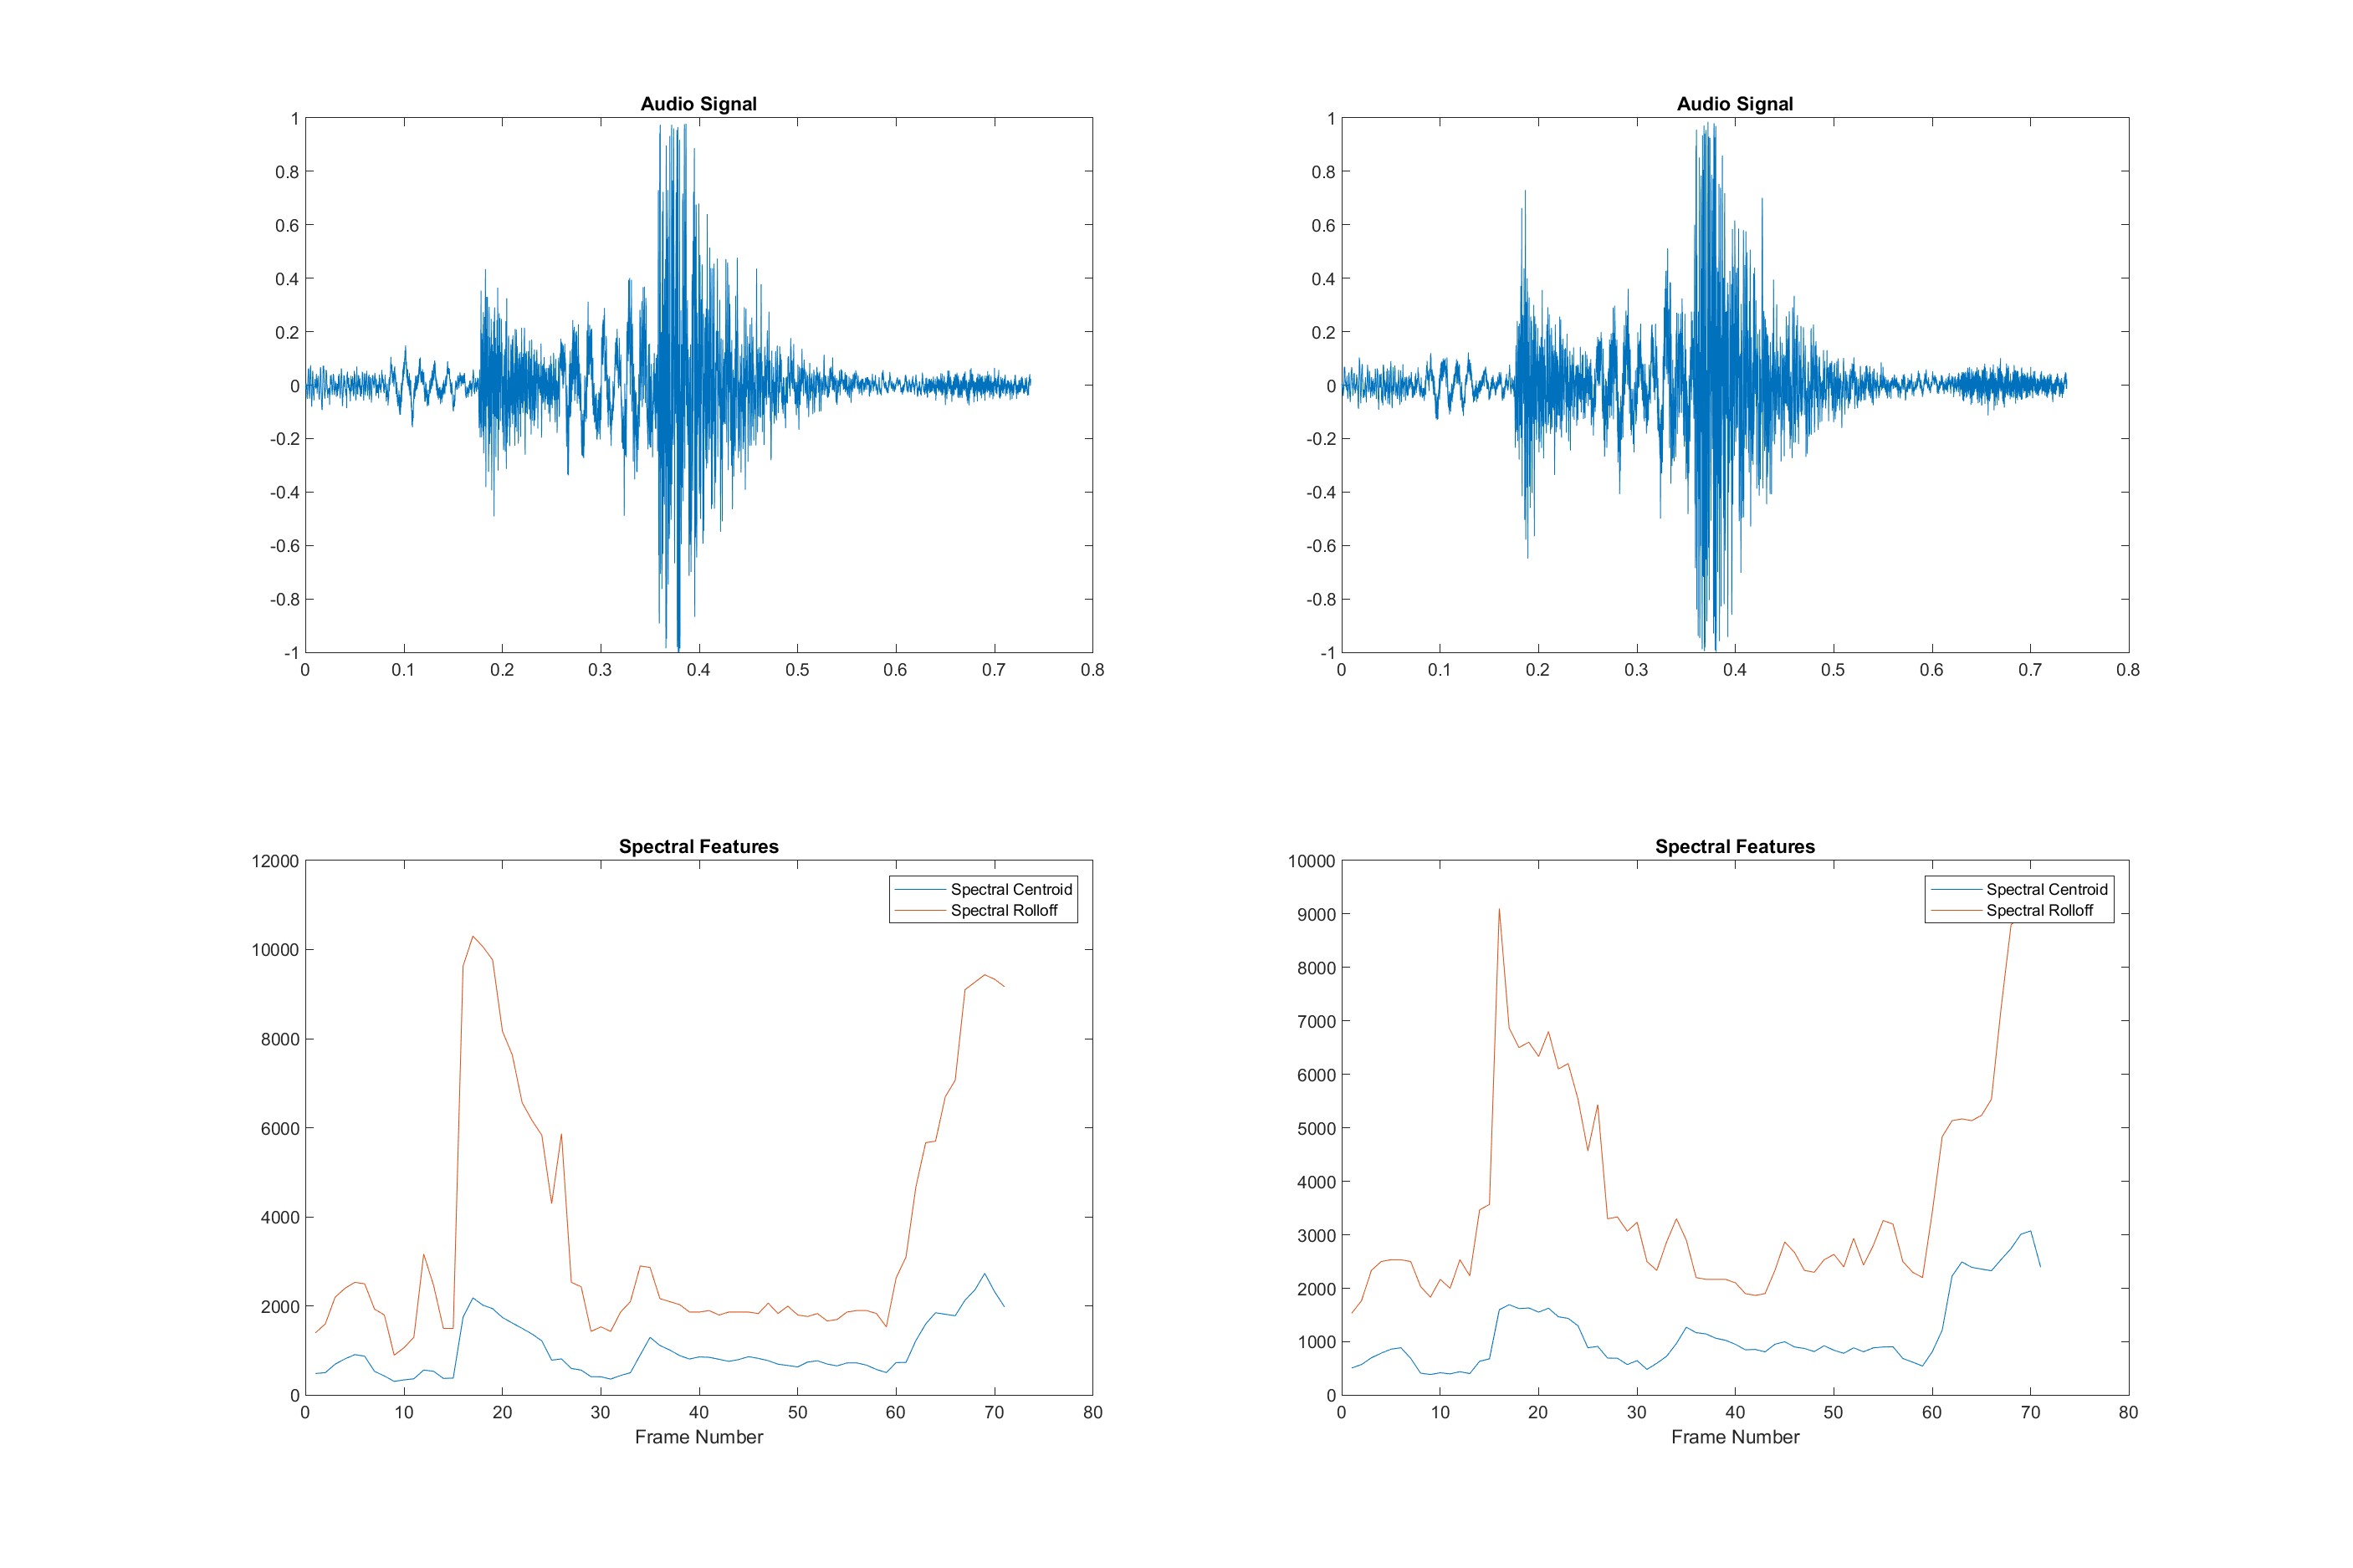 Audio Signal
1
0.8
0.6
0.4
0.2
0
-0.2
-0.4
-0.6
-0.8
-1
0 0.1 0.2 0.3 0.4 0.5 0.6 0.7 0.8
Audio Signal
1
0.8
0.6
0.4
0.2
0
-0.2
-0.4
-0.6
-0.8
-1
0 0.1 0.2 0.3 0.4 0.5 0.6 0.7 0.8
Spectral Features
12000
10000
8000
6000
4000
2000
0
Spectral Centroid
Spectral Rolloff
0 10 20 30 40 50 60 70 80
Frame Number
Spectral Features
10000
9000
8000
7000
6000
5000
4000
3000
2000
1000
0
Spectral Centroid
Spectral Rolloff
0 10 20 30 40 50 60 70 80
Frame Number